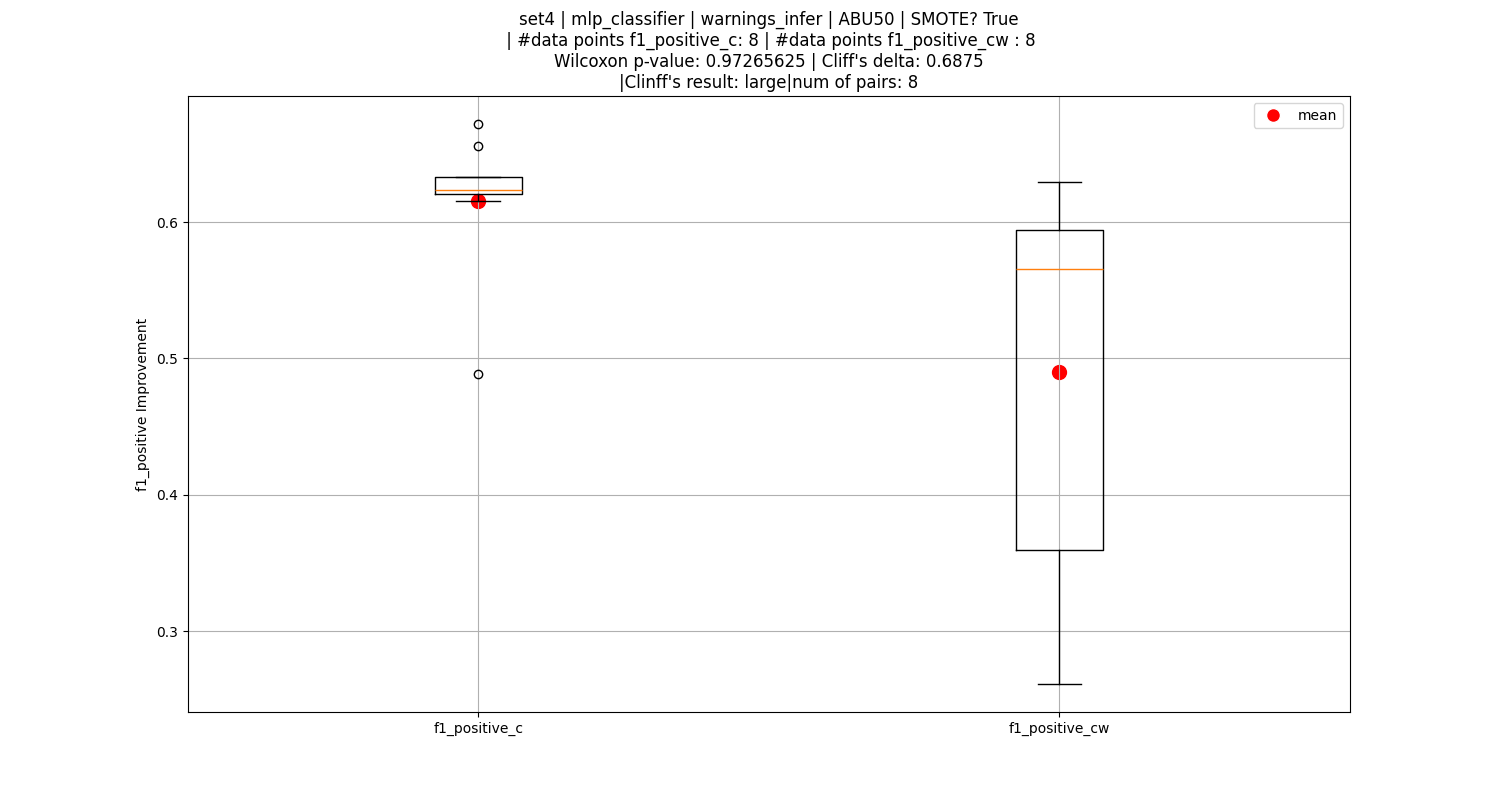 set4 | mlp_classifier | warnings_infer | ABU50 | SMOTE? True
| #data points f1_positive_c: 8 | #data points f1_positive_cw : 8
Wilcoxon p-value: 0.97265625 | Cliff's delta: 0.6875
|Clinff's result: large|num of pairs: 8
mean
f1_positive Improvement
0.6
0.5
0.4
0.3
f1_positive_c
f1_positive_cw